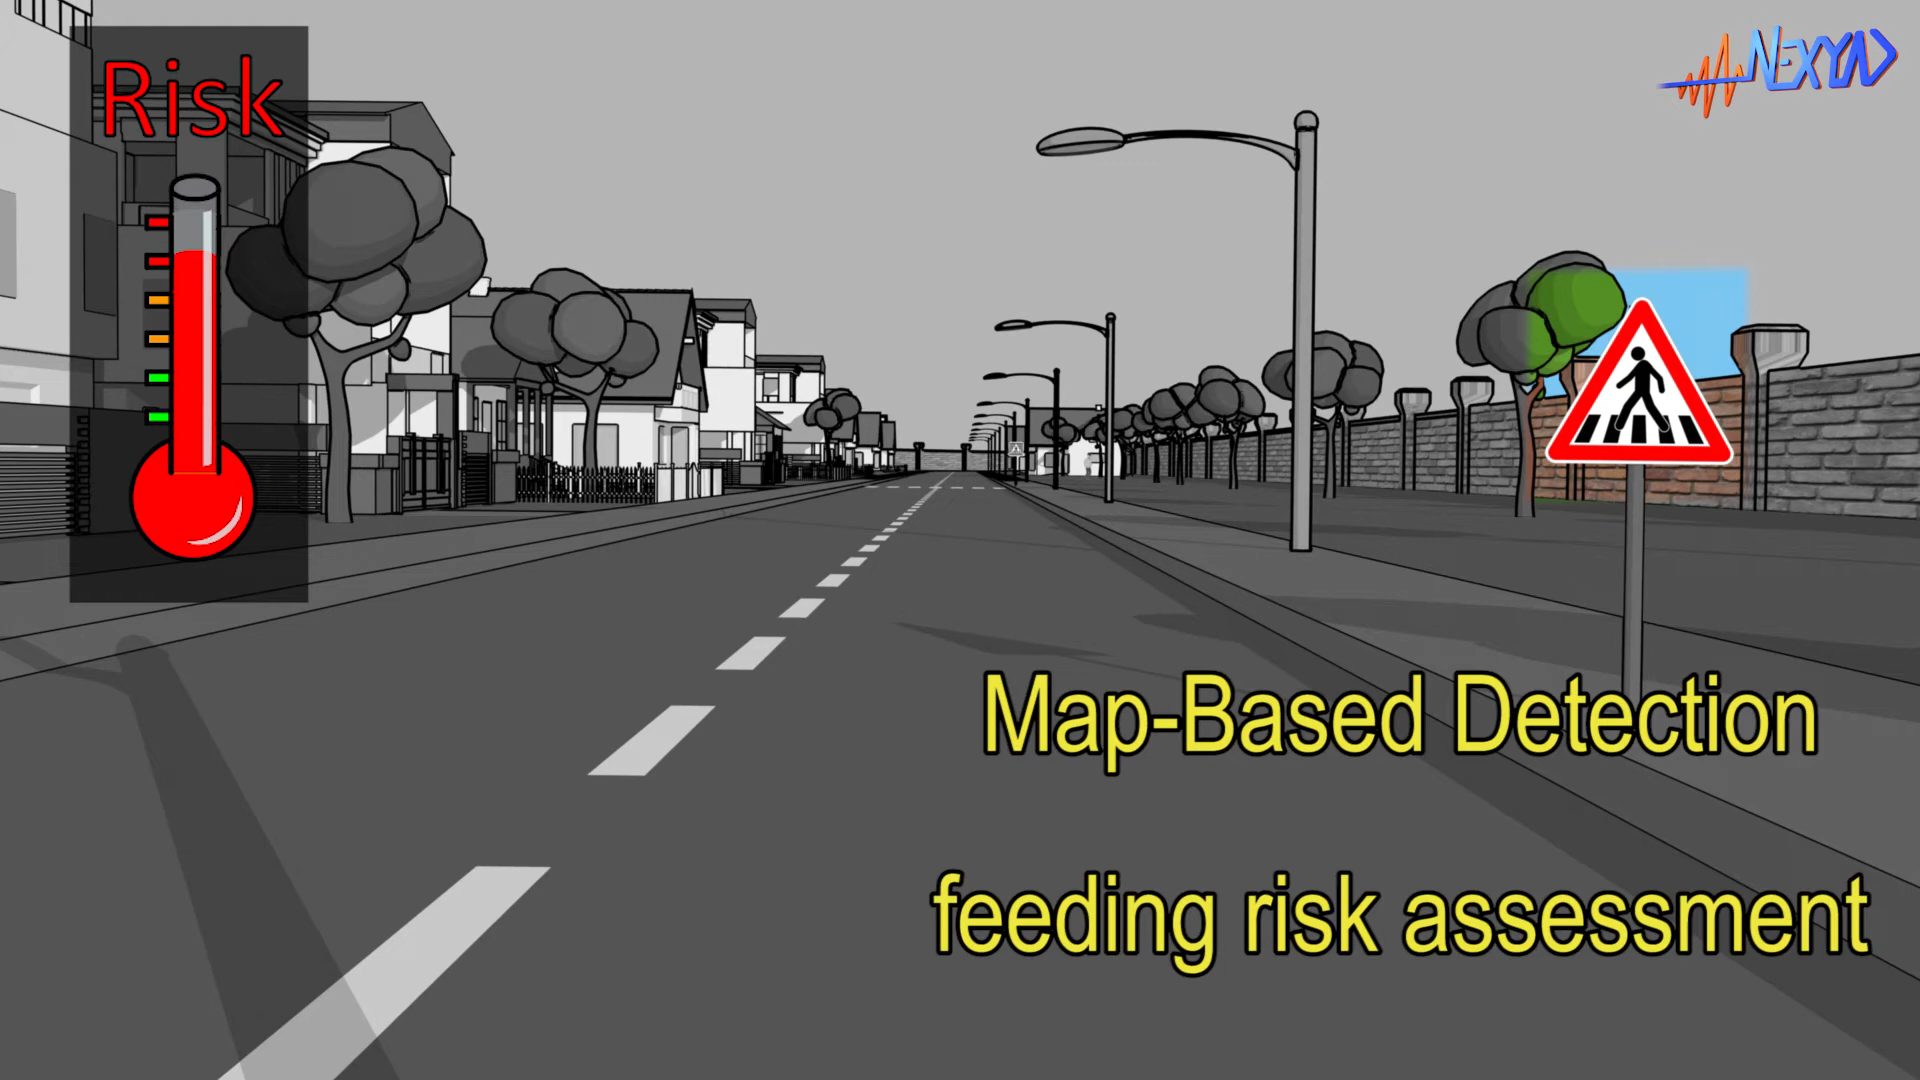 Risk
NEXYAD
Map-Based Detection
feeding risk assessment